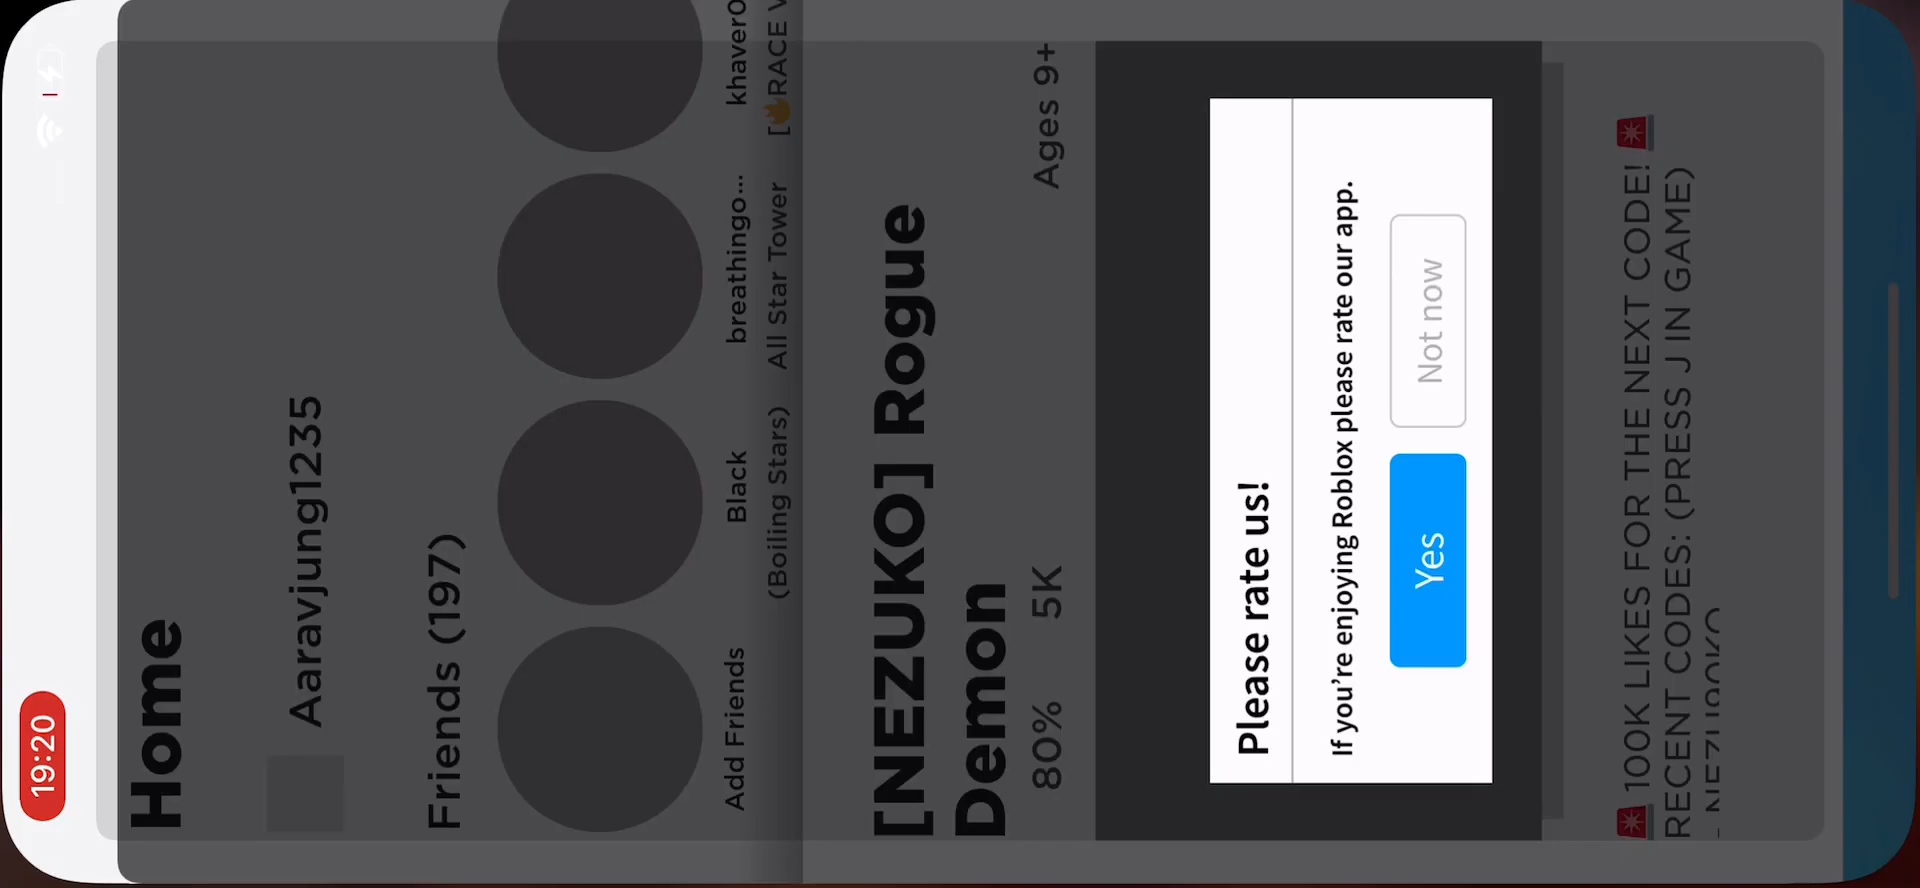 19:20
Home
Aaravjung1235
Friends (197)
Add Friends
Black
(Boiling Stars)
breathingo...
All Star Tower
khaver0
[🔥RACE
[NEZUKO] Rogue
Demon
80% 5K Ages 9+
Please rate us!
If you’re enjoying Roblox please rate our app.
Yes
Not now
🚨 100K LIKES FOR THE NEXT CODE! 🚨
RECENT CODES: (PRESS J IN GAME)